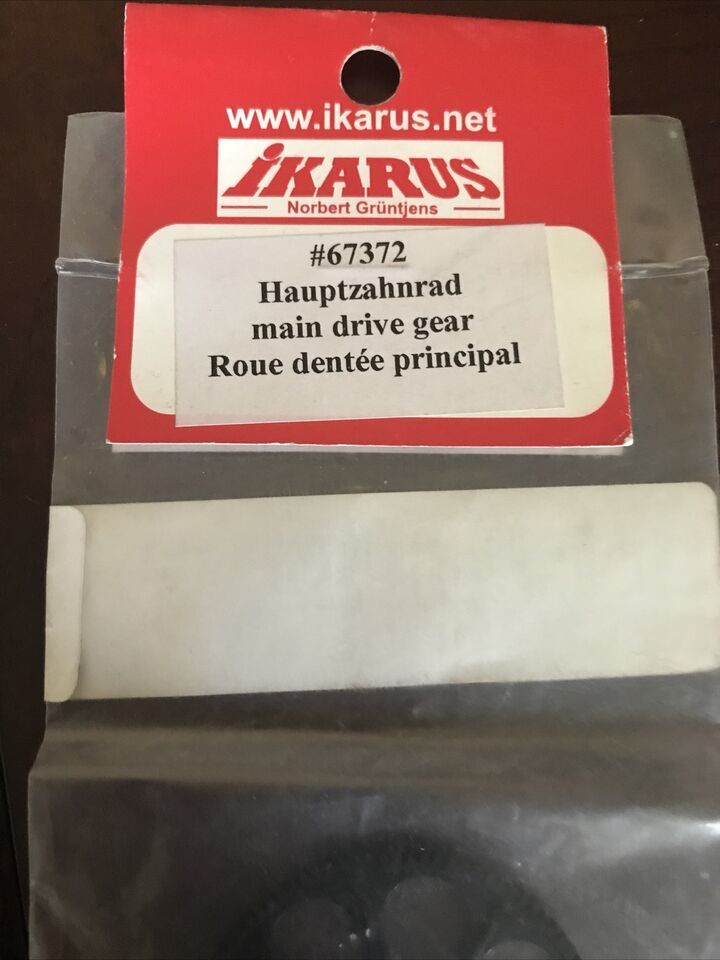 www.ikarus.net
iKARUS
Norbert Grüntjens
#67372
Hauptzahnrad
main drive gear
Roue dentée principal